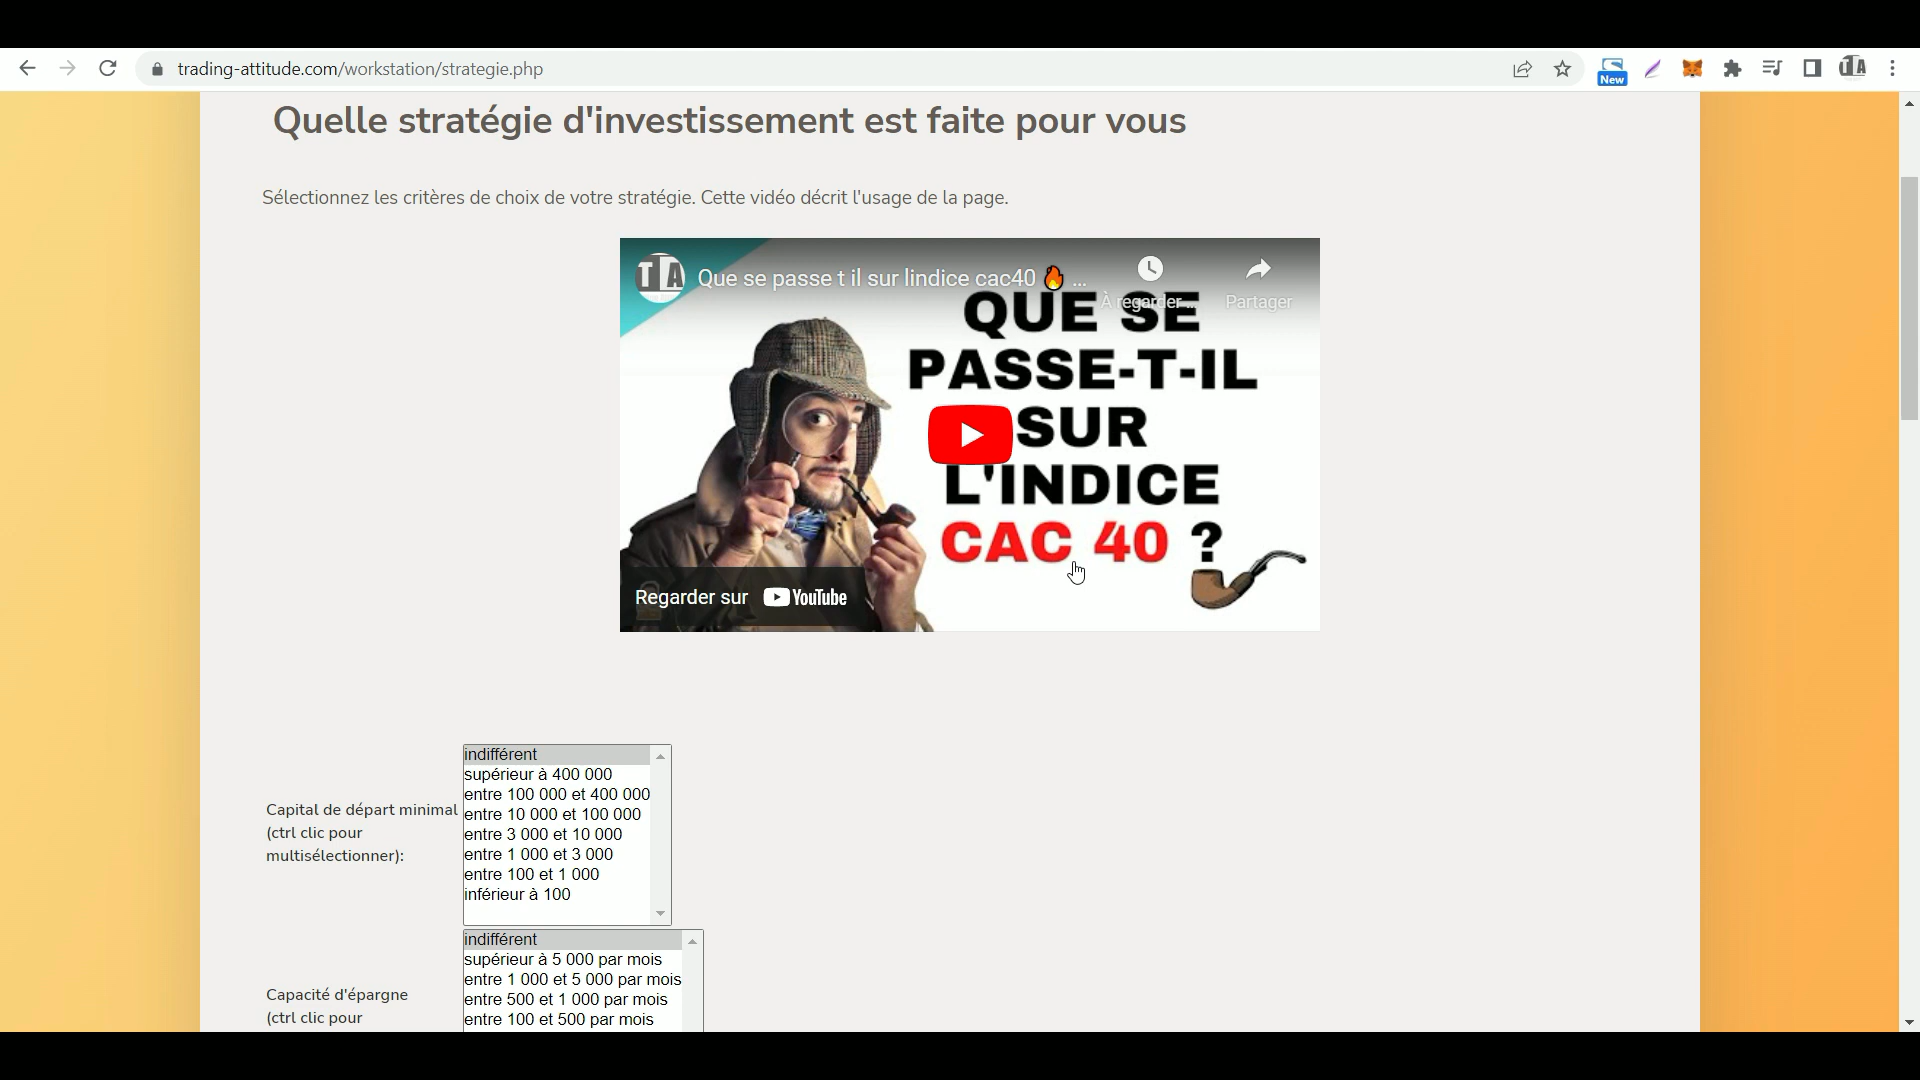 trading-attitude.com/workstation/strategie.php
New
Quelle stratégie d'investissement est faite pour vous
Sélectionnez les critères de choix de votre stratégie. Cette vidéo décrit l'usage de la page.
TA
Que se passe t il sur lindice cac40 🔥 ...
À regarder ...
Partager
QUE SE
PASSE-T-IL
SUR
L'INDICE
CAC 40 ?
Regarder sur YouTube
Capital de départ minimal
(ctrl clic pour
multisélectionner):
indifférent
supérieur à 400 000
entre 100 000 et 400 000
entre 10 000 et 100 000
entre 3 000 et 10 000
entre 1 000 et 3 000
entre 100 et 1 000
inférieur à 100
Capacité d'épargne
(ctrl clic pour
indifférent
supérieur à 5 000 par mois
entre 1 000 et 5 000 par mois
entre 500 et 1 000 par mois
entre 100 et 500 par mois